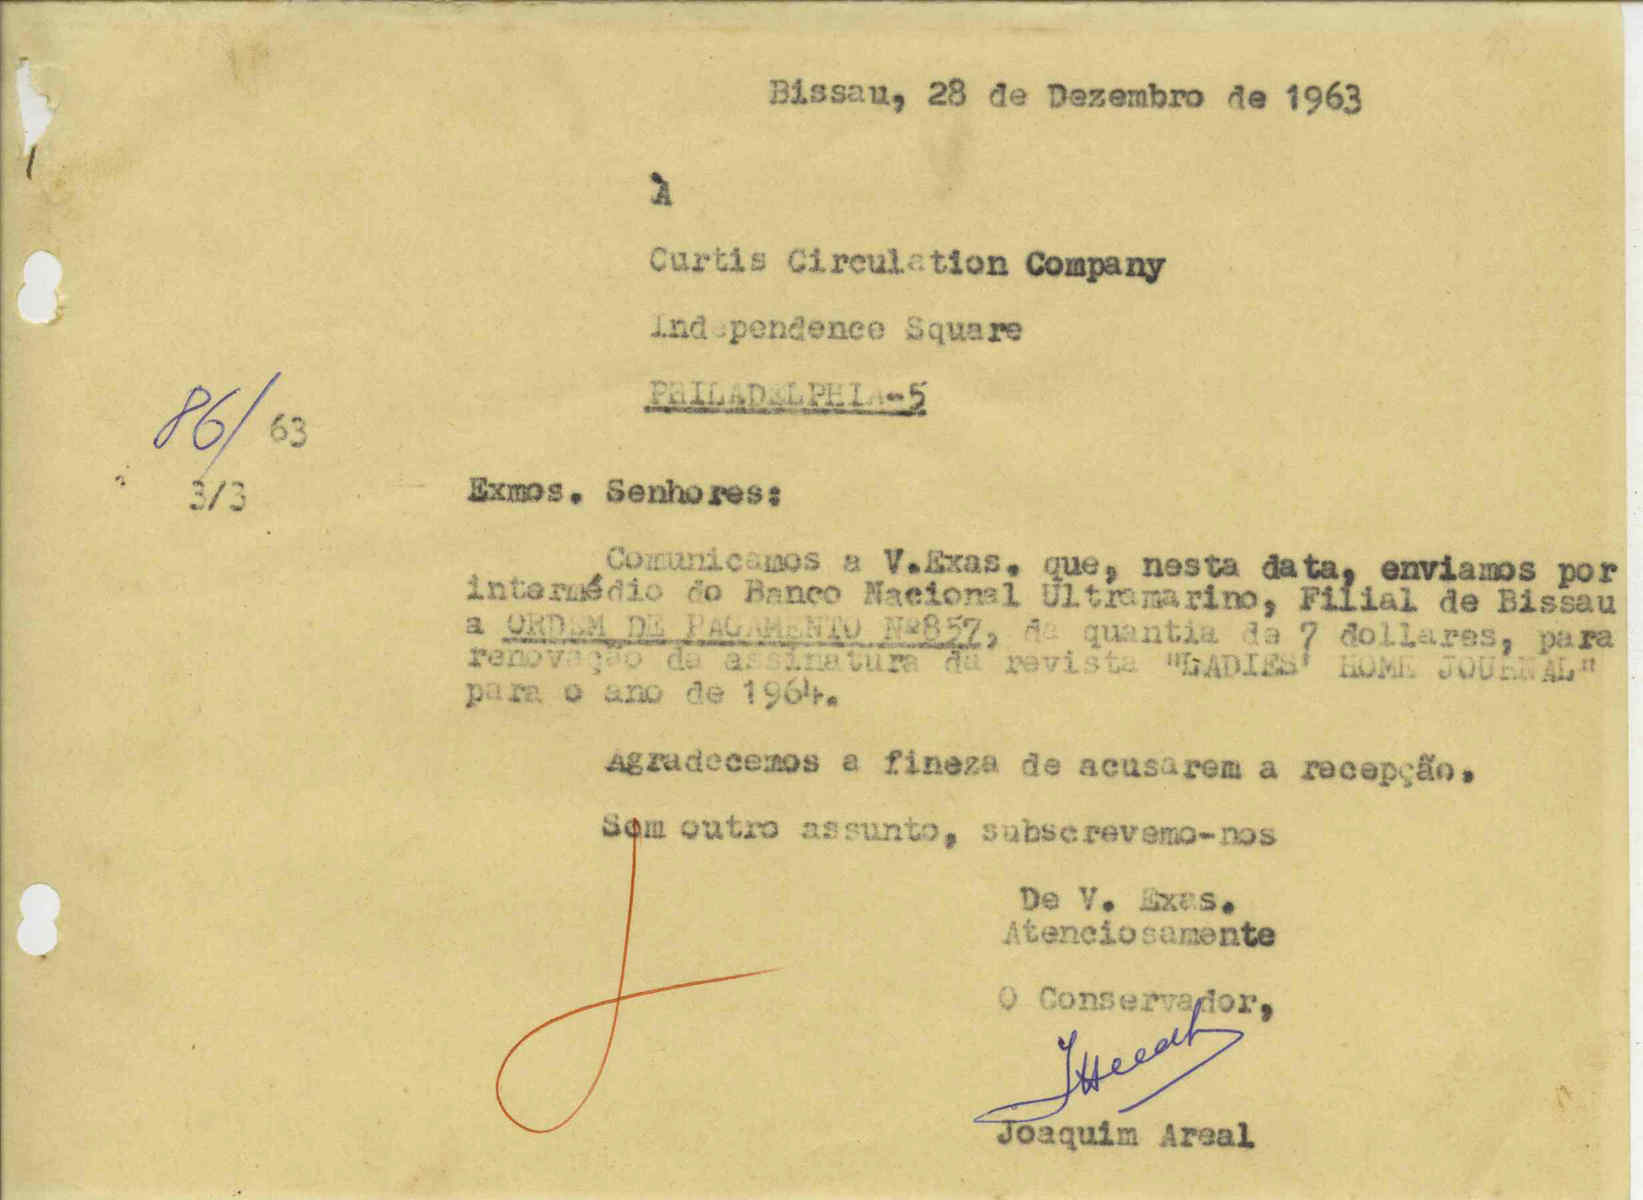 Bissau, 28 de Dezembro de 1963
À
Curtis Circulation Company
Independence Square
PHILADELPHIA-5
86/63
3/3
Exmos. Senhores:
Comunicamos a V.Exas. que, nesta data, enviamos por
intermédio do Banco Nacional Ultramarino, Filial de Bissau
a ORDEM DE PAGAMENTO Nº857, da quantia de 7 dollares, para
renovação da assinatura da revista "LADIES' HOME JOURNAL"
para o ano de 1964.
Agradecemos a fineza de acusarem a recepção.
Sem outro assunto, subscrevemo-nos
De V. Exas.
Atenciosamente
O Conservador,
Joaquim Areal